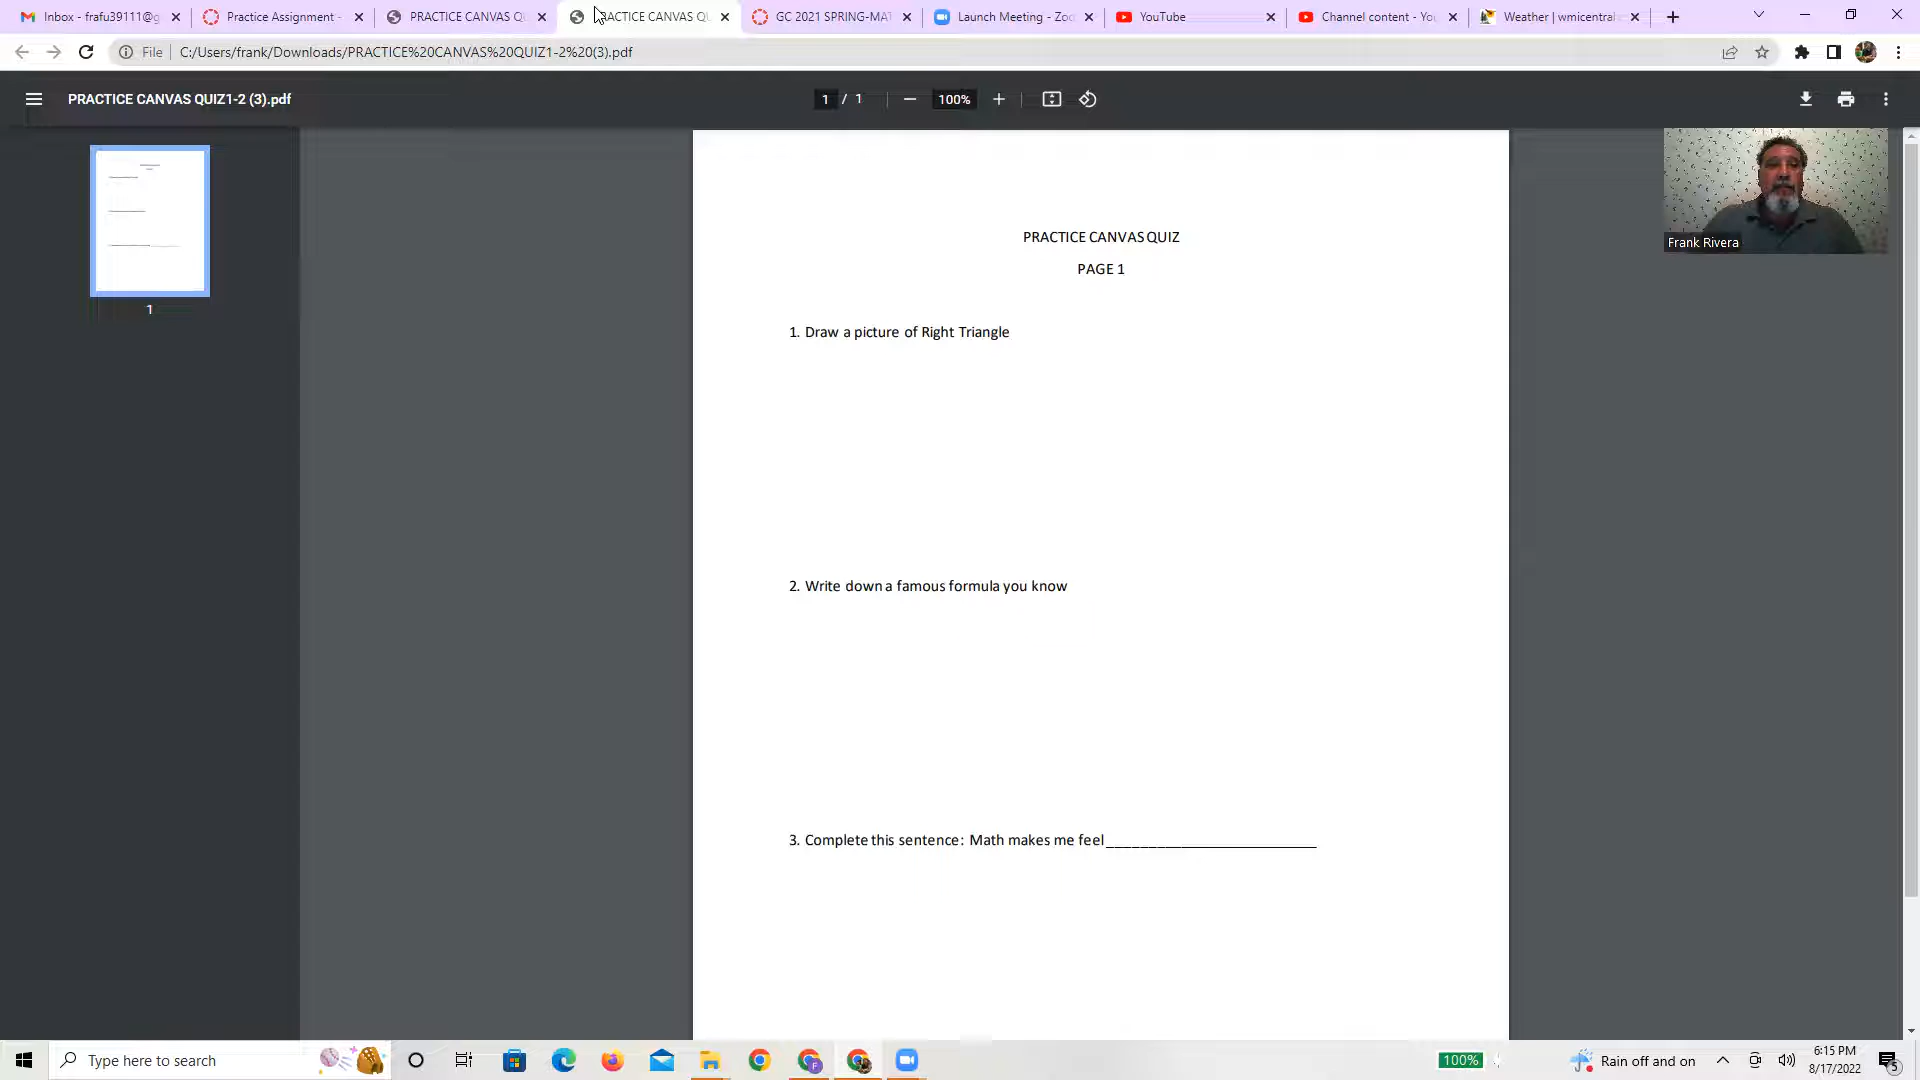 Inbox - frafu39111@g
Practice Assignment -
PRACTICE CANVAS Q
RACTICE CANVAS QU
GC 2021 SPRING-MAT
Launch Meeting - Zoo
YouTube
Channel content - You
Weather | wmicentral
File | C:/Users/frank/Downloads/PRACTICE%20CANVAS%20QUIZ1-2%20(3).pdf
PRACTICE CANVAS QUIZ1-2 (3).pdf
1 / 1
100%
1
Frank Rivera
PRACTICE CANVAS QUIZ
PAGE 1
1. Draw a picture of Right Triangle
2. Write down a famous formula you know
3. Complete this sentence: Math makes me feel__________________________
Type here to search
100%
Rain off and on
6:15 PM
8/17/2022
5